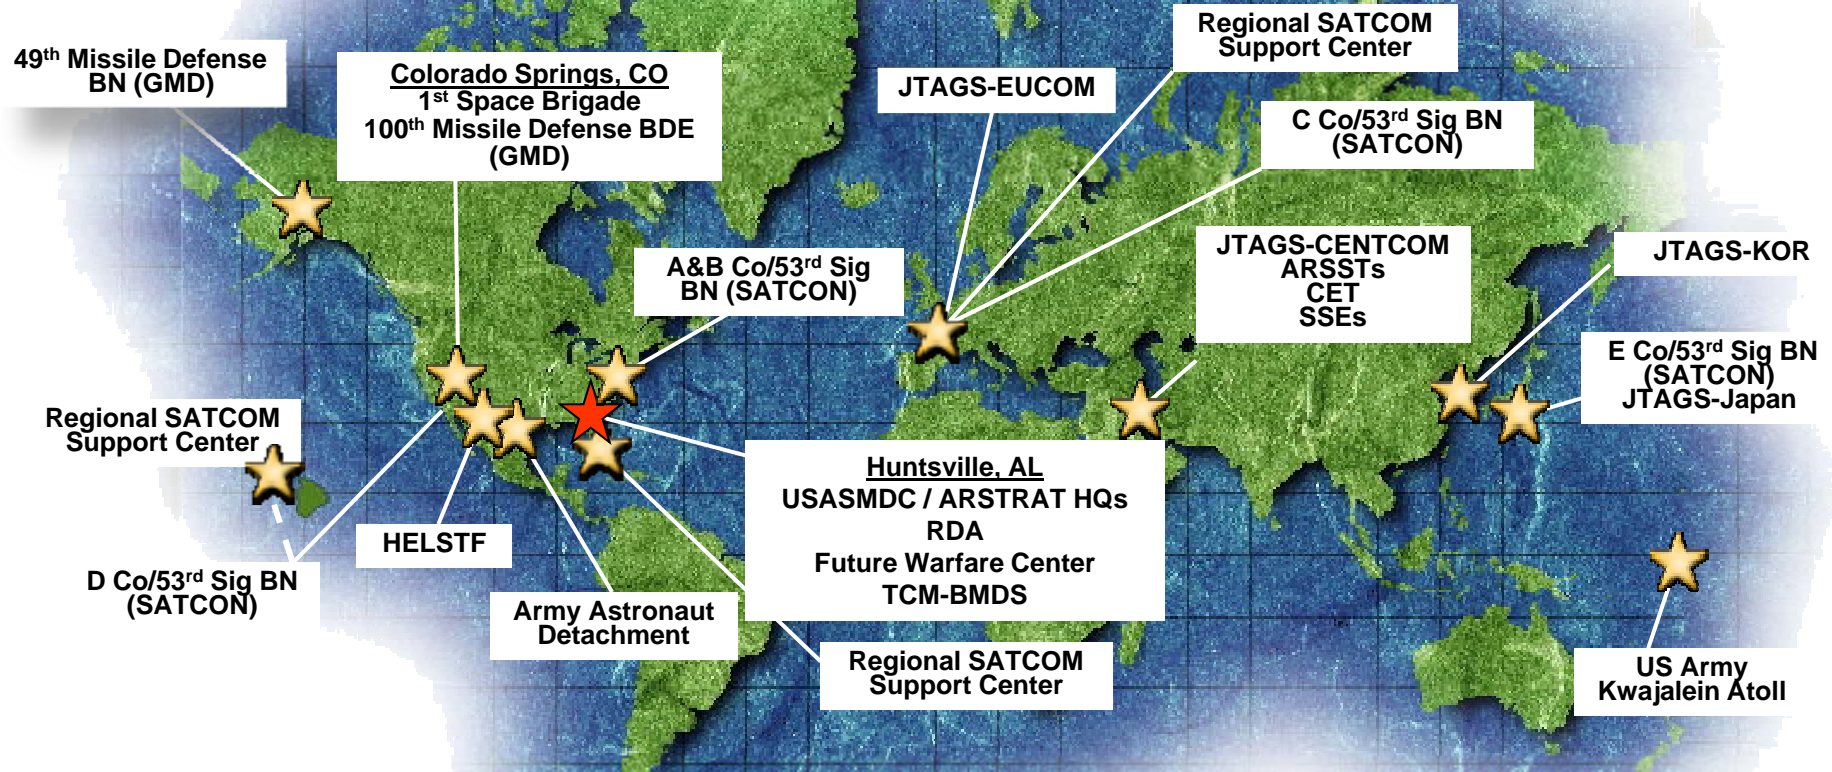 49th Missile Defense
BN (GMD)
Colorado Springs, CO
1st Space Brigade
100th Missile Defense BDE
(GMD)
JTAGS-EUCOM
Regional SATCOM
Support Center
C Co/53rd Sig BN
(SATCON)
A&B Co/53rd Sig
BN (SATCON)
JTAGS-CENTCOM
ARSSTs
CET
SSEs
JTAGS-KOR
E Co/53rd Sig BN
(SATCON)
JTAGS-Japan
Regional SATCOM
Support Center
D Co/53rd Sig BN
(SATCON)
HELSTF
Army Astronaut
Detachment
Huntsville, AL
USASMDC / ARSTRAT HQs
RDA
Future Warfare Center
TCM-BMDS
Regional SATCOM
Support Center
US Army
Kwajalein Atoll